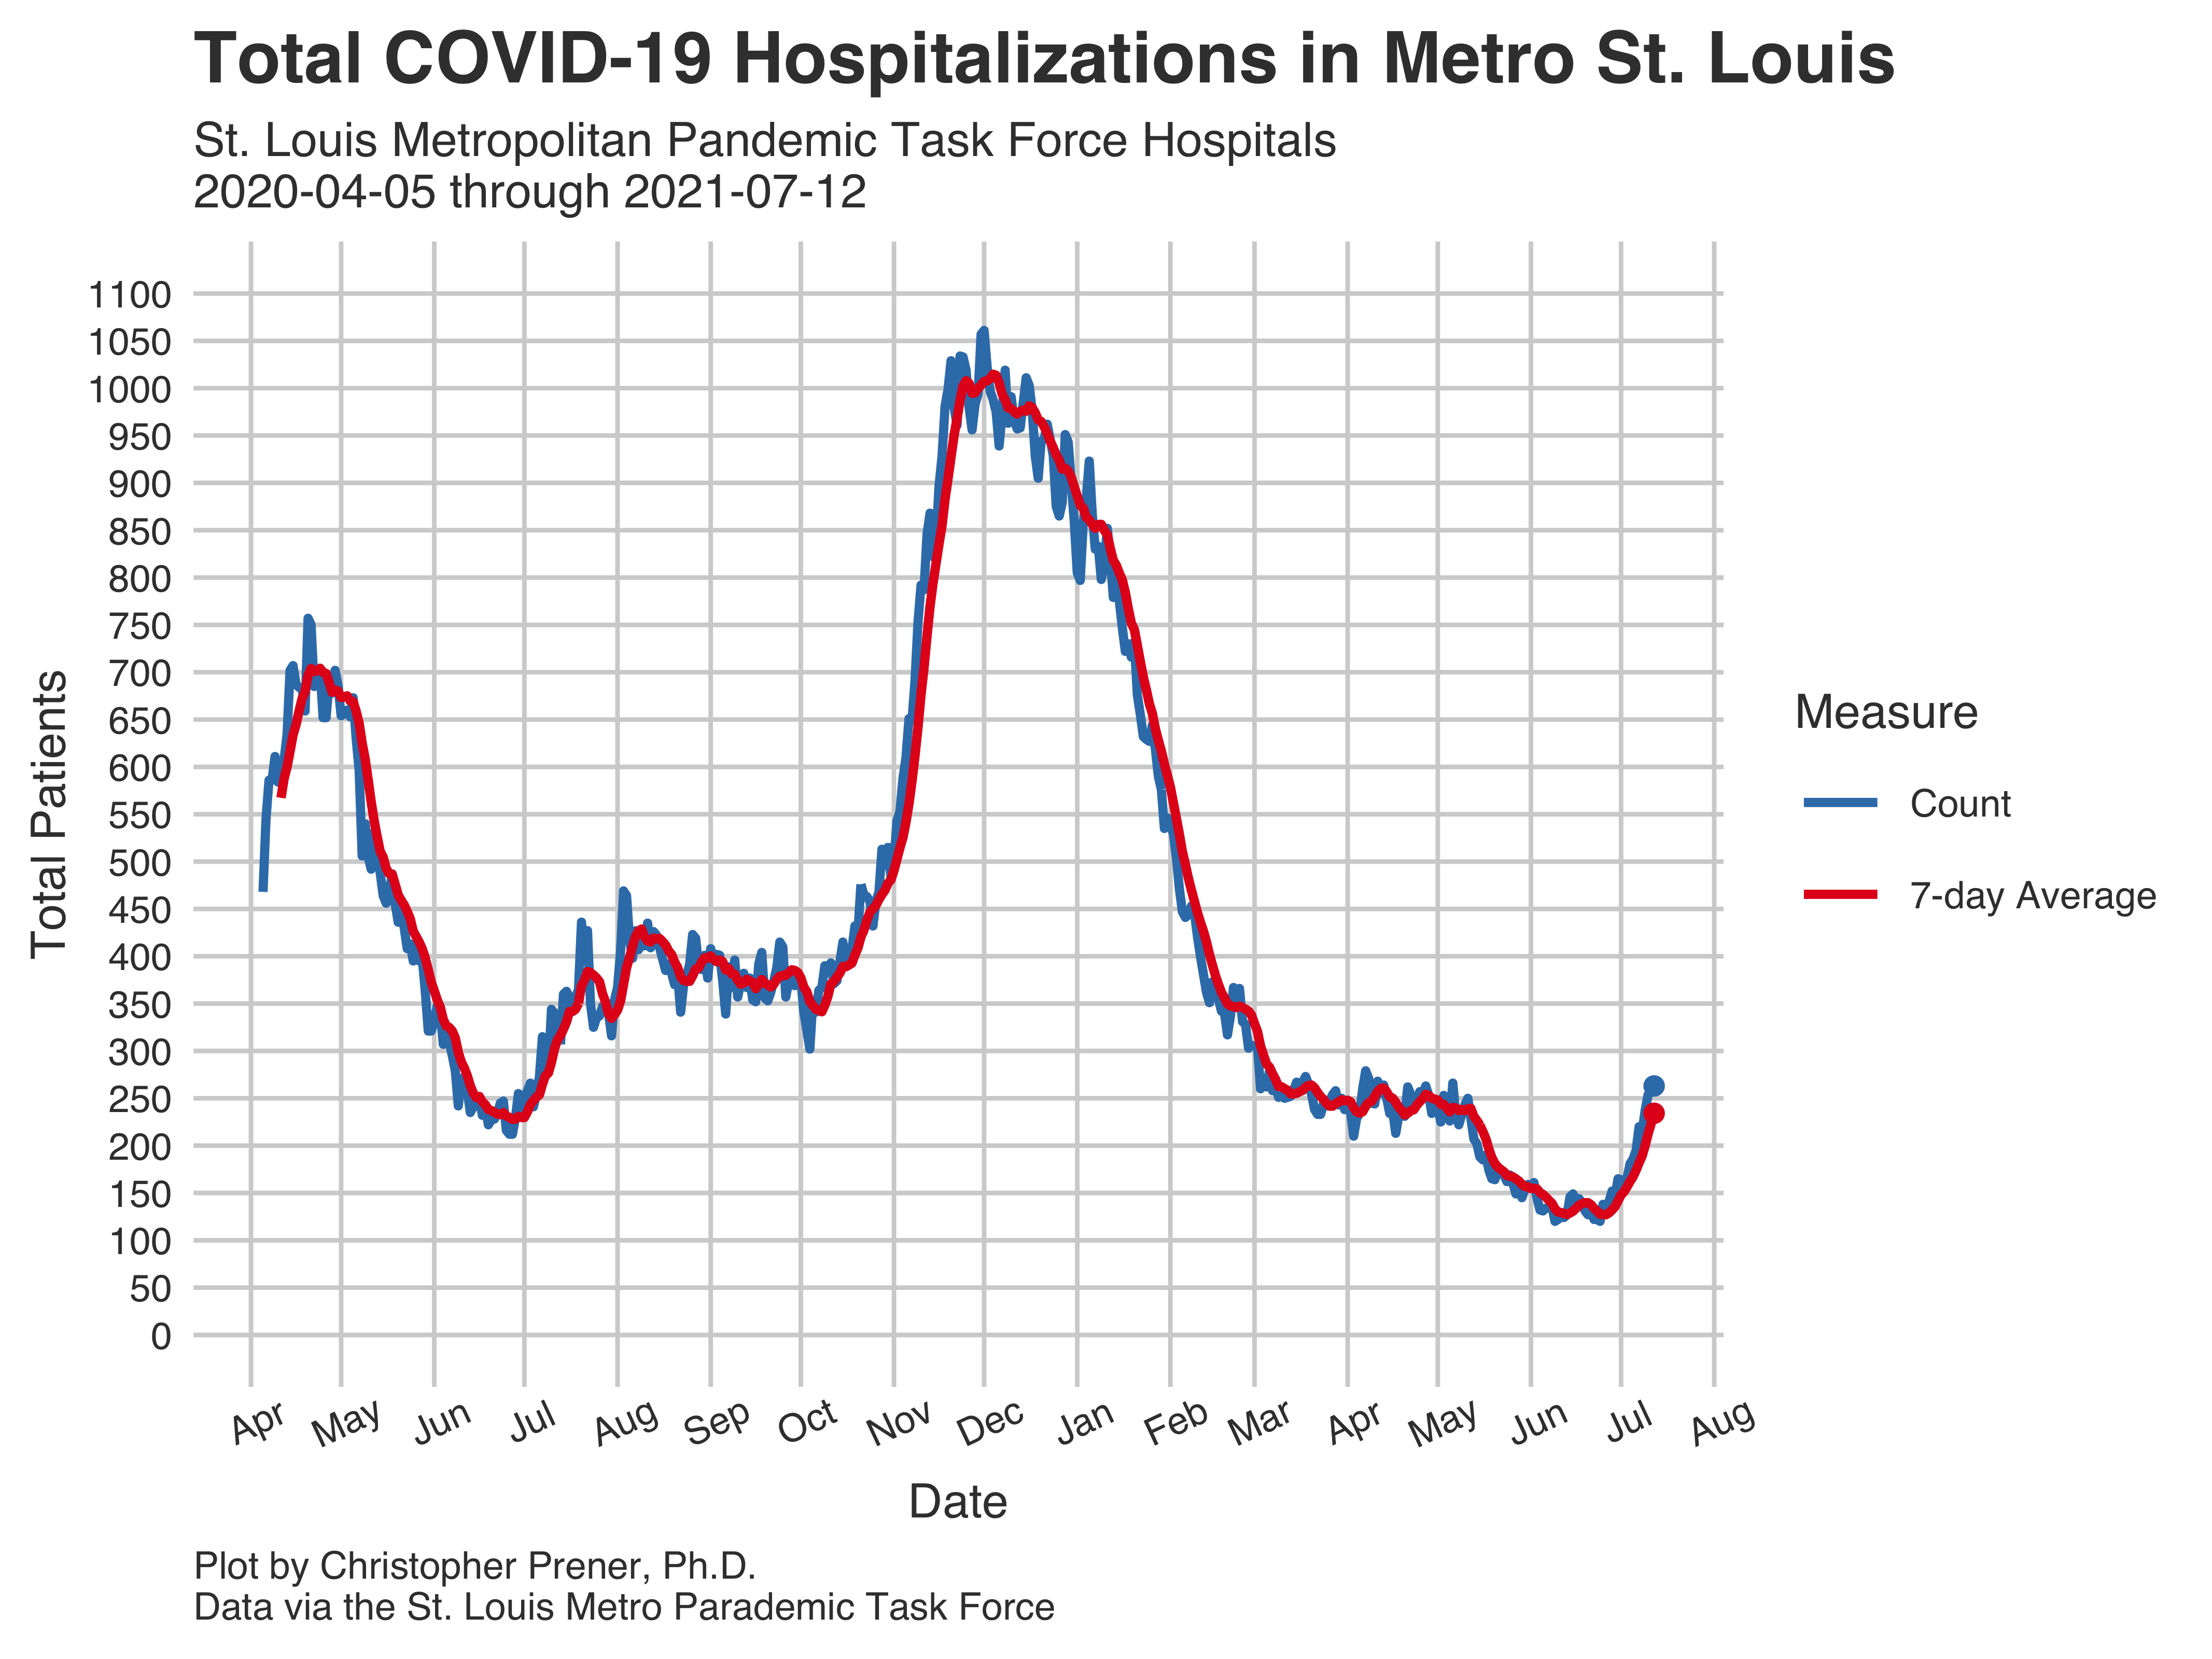 Total COVID-19 Hospitalizations in Metro St. Louis
St. Louis Metropolitan Pandemic Task Force Hospitals
2020-04-05 through 2021-07-12
Total Patients
1100
1050
1000
950
900
850
800
750
700
650
600
550
500
450
400
350
300
250
200
150
100
50
0
Apr May Jun Jul Aug Sep Oct Nov Dec Jan Feb Mar Apr May Jun Jul Aug
Date
Measure
Count
7-day Average
Plot by Christopher Prener, Ph.D.
Data via the St. Louis Metro Parademic Task Force